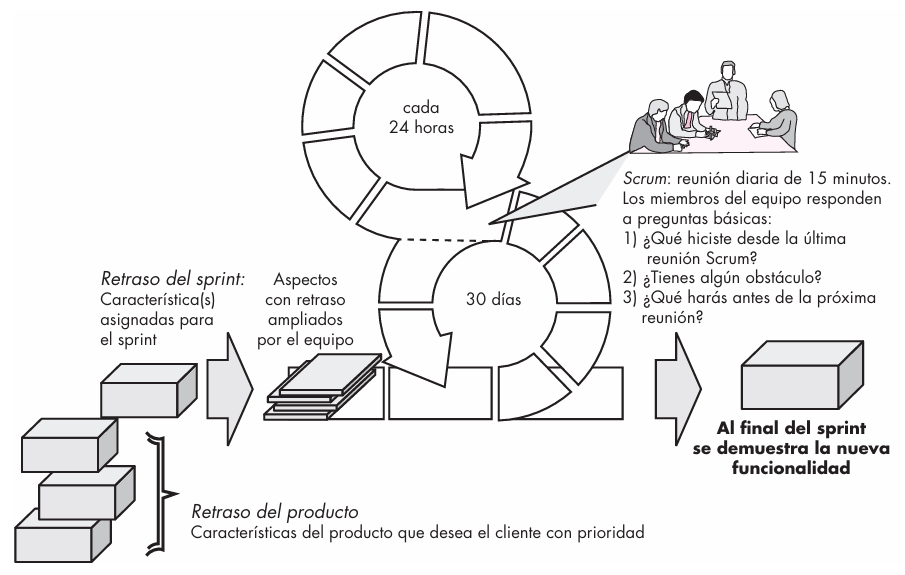 cada
24 horas
Scrum: reunión diaria de 15 minutos.
Los miembros del equipo responden
a preguntas básicas:
1) ¿Qué hiciste desde la última
reunión Scrum?
2) ¿Tienes algún obstáculo?
3) ¿Qué harás antes de la próxima
reunión?
Retraso del sprint:
Característica(s)
asignadas para
el sprint
Aspectos
con retraso
ampliados
por el equipo
30 días
Al final del sprint
se demuestra la nueva
funcionalidad
Retraso del producto
Características del producto que desea el cliente con prioridad